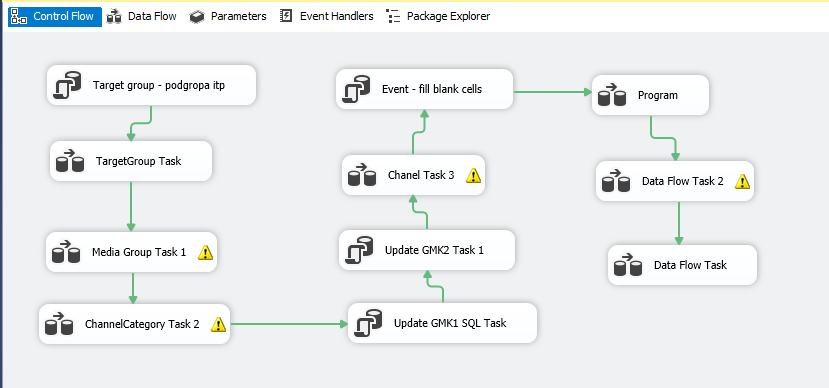 Control Flow
Data Flow
Parameters
Event Handlers
Package Explorer
Target group - podgropa itp
TargetGroup Task
Media Group Task 1
ChannelCategory Task 2
Update GMK1 SQL Task
Update GMK2 Task 1
Chanel Task 3
Event - fill blank cells
Program
Data Flow Task 2
Data Flow Task